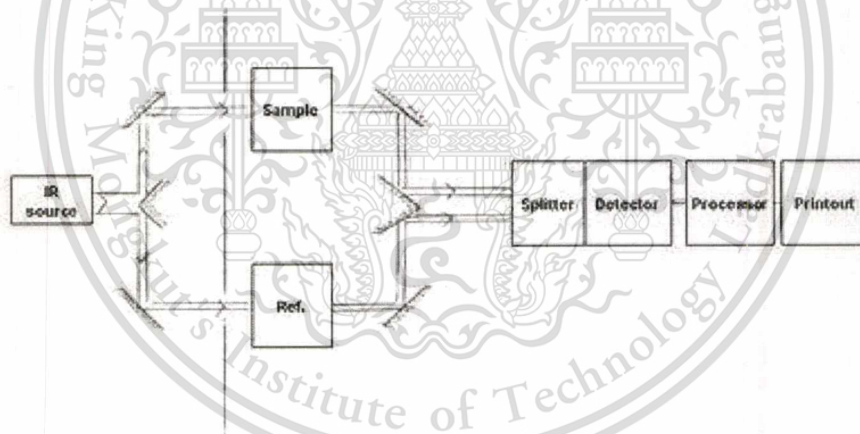 King Mongkut's Institute of Technology Ladkrabang
Sample
IR source
Splitter
Detector
Processor
Printout
Ref.